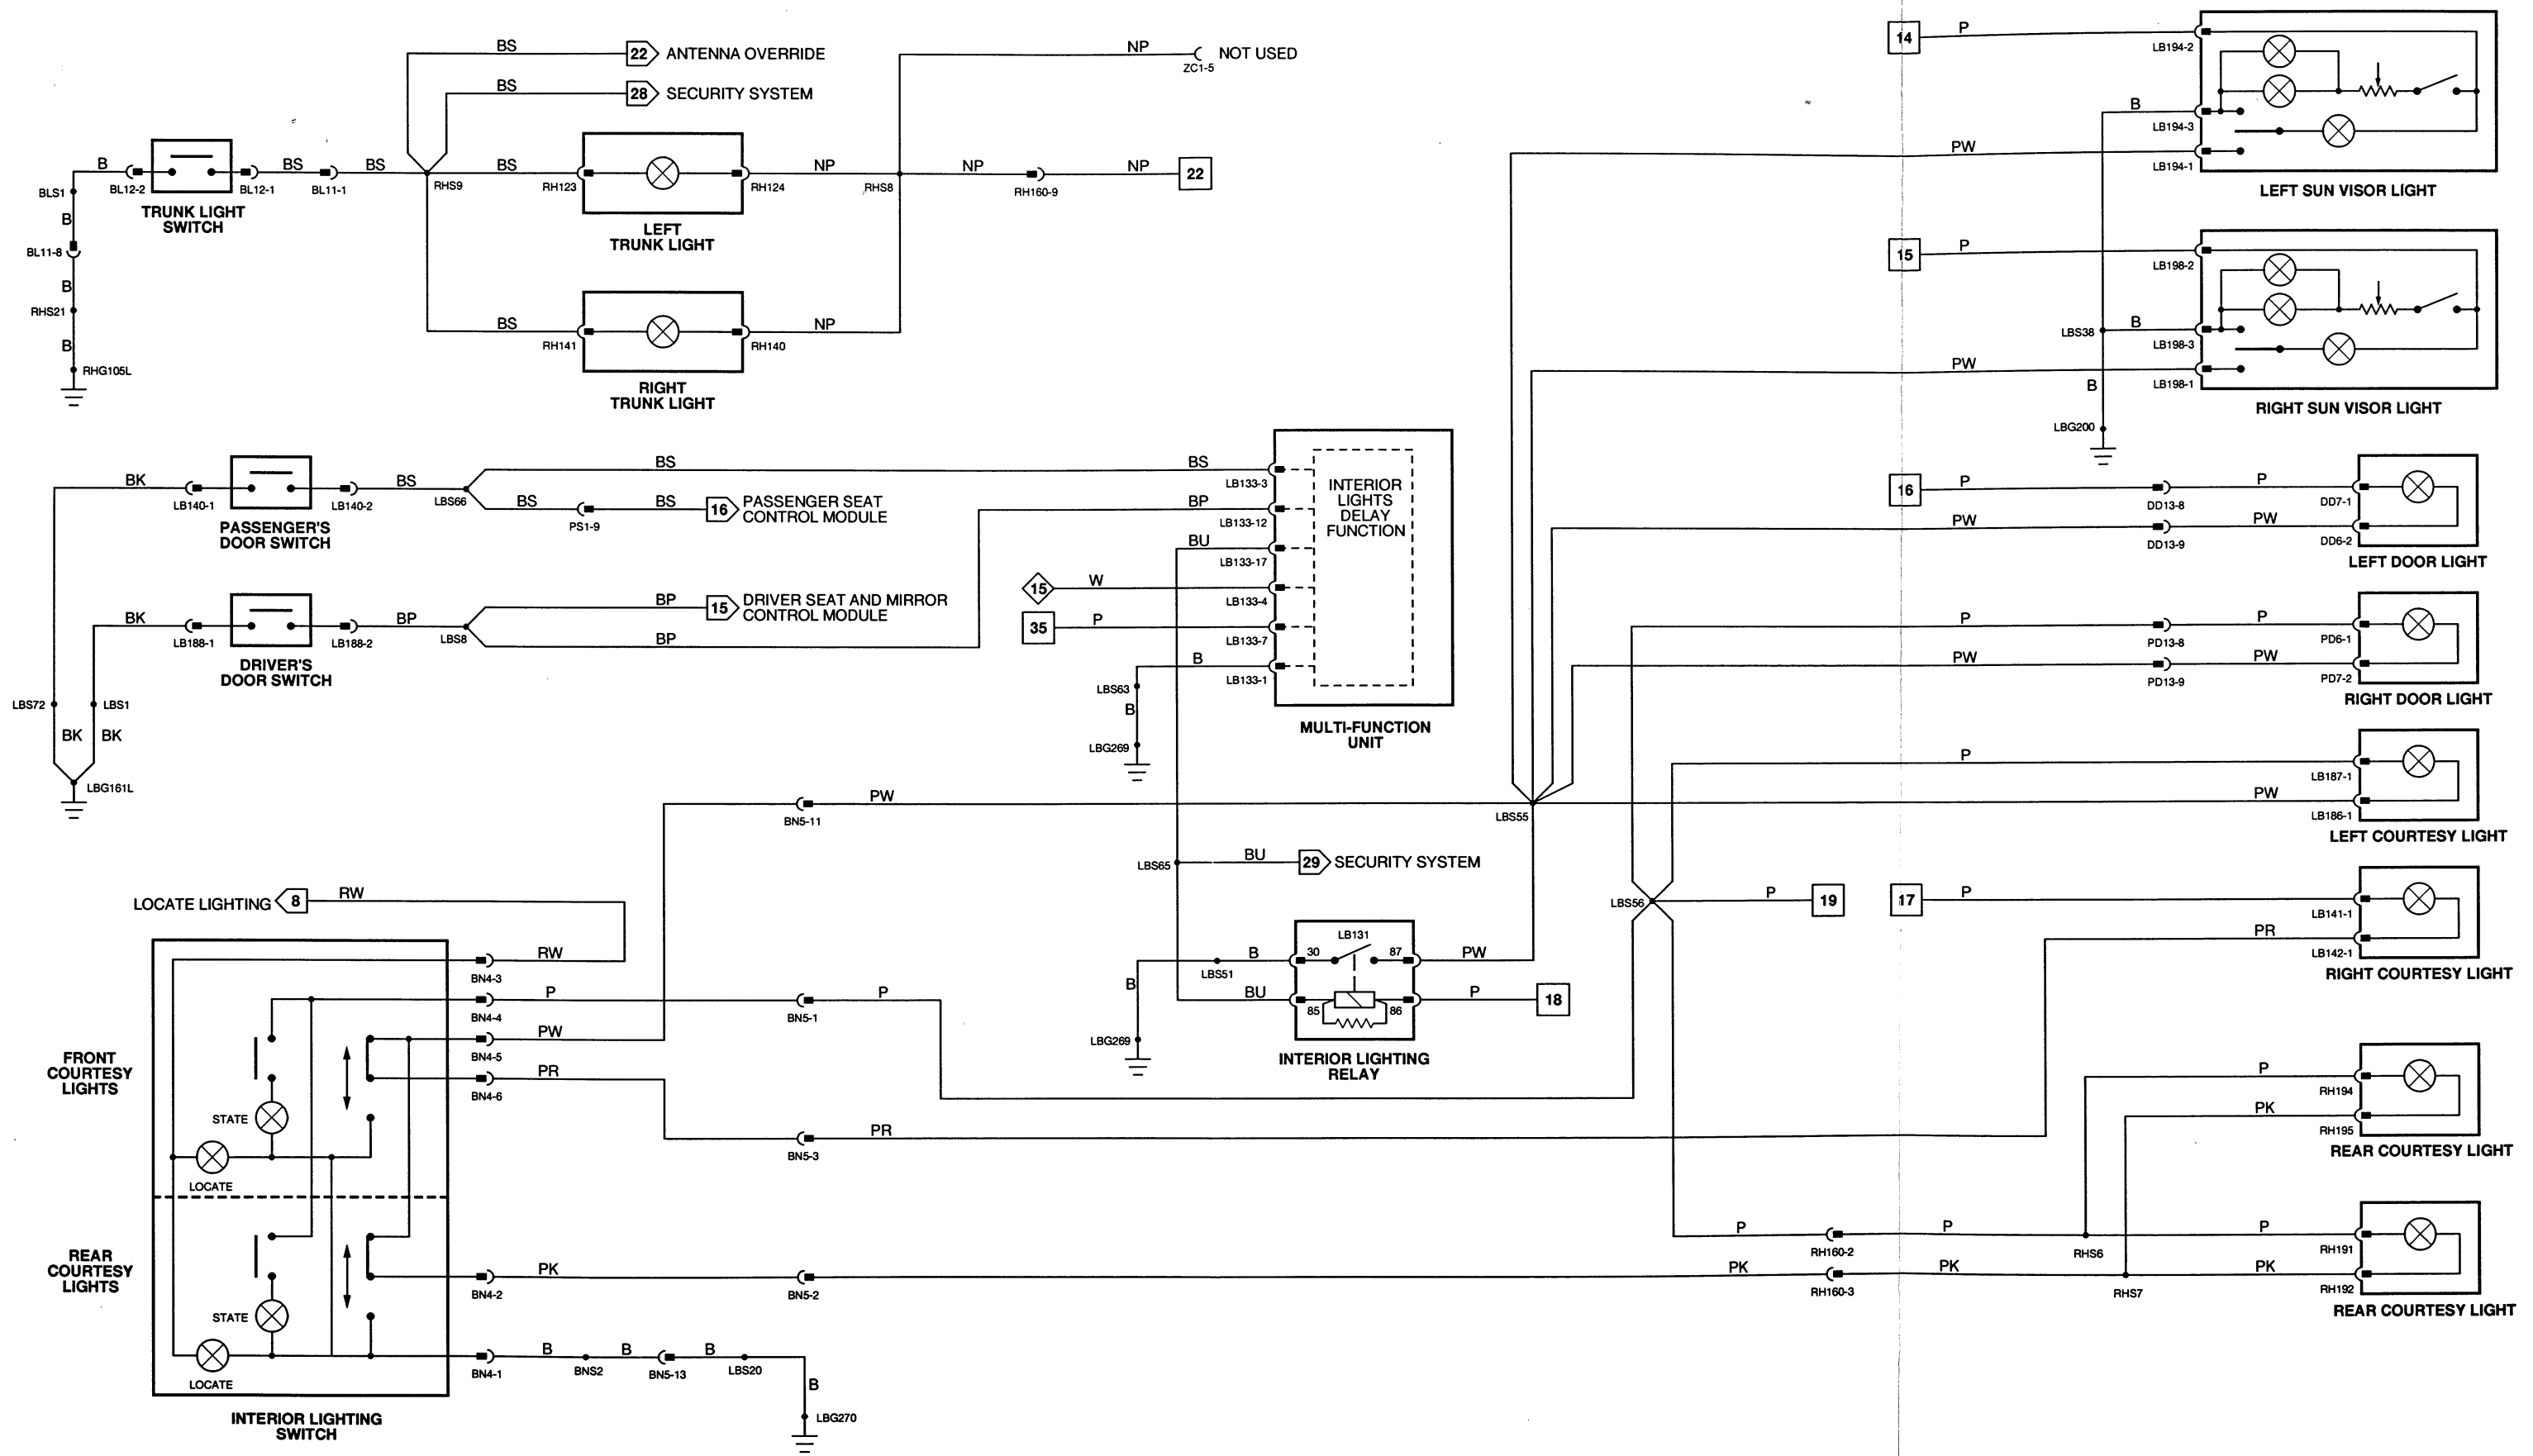 BS
22
ANTENNA OVERRIDE
BS
28
SECURITY SYSTEM
NP
ZC1-5
NOT USED
B
BL12-2
BL12-1
BS
BL11-1
BS
RHS9
BS
RH123
RH124
NP
RHS8
NP
RH160-9
NP
22
BLS1
B
BL11-8
B
RHS21
B
RHG105L
TRUNK LIGHT
SWITCH
LEFT
TRUNK LIGHT
BS
RH141
RH140
NP
RIGHT
TRUNK LIGHT
14
P
LB194-2
B
LB194-3
PW
LB194-1
LEFT SUN VISOR LIGHT
15
P
LB198-2
LBS38
B
LB198-3
PW
B
LB198-1
RIGHT SUN VISOR LIGHT
LBG200
BK
LB140-1
LB140-2
BS
LBS66
PASSENGER'S
DOOR SWITCH
BS
BS
LB133-3
BS
PS1-9
BS
16
PASSENGER SEAT
CONTROL MODULE
BP
LB133-12
BU
LB133-17
15
W
LB133-4
35
P
LB133-7
B
LB133-1
INTERIOR
LIGHTS
DELAY
FUNCTION
MULTI-FUNCTION
UNIT
LBS63
B
LBG269
BK
LB188-1
LB188-2
BP
LBS8
DRIVER'S
DOOR SWITCH
BP
15
DRIVER SEAT AND MIRROR
CONTROL MODULE
BP
LBS72
LBS1
BK
BK
LBG161L
16
P
DD13-8
P
DD7-1
PW
DD13-9
PW
DD6-2
LEFT DOOR LIGHT
P
PD13-8
P
PD6-1
PW
PD13-9
PW
PD7-2
RIGHT DOOR LIGHT
P
LB187-1
PW
LB186-1
LEFT COURTESY LIGHT
BN5-11
PW
LBS55
LBS65
BU
29
SECURITY SYSTEM
LBS56
P
19
17
P
LB141-1
PR
LB142-1
RIGHT COURTESY LIGHT
LOCATE LIGHTING
8
RW
LB131
30
87
85
86
B
LBS51
B
LBG269
BU
PW
P
18
INTERIOR LIGHTING
RELAY
RW
BN4-3
P
BN4-4
BN5-1
P
PW
BN4-5
PR
BN4-6
BN5-3
PR
FRONT
COURTESY
LIGHTS
STATE
LOCATE
P
RH194
PK
RH195
REAR COURTESY LIGHT
REAR
COURTESY
LIGHTS
STATE
LOCATE
P
RH160-2
P
RHS6
P
RH191
PK
BN4-2
BN5-2
PK
RH160-3
PK
RHS7
PK
RH192
REAR COURTESY LIGHT
BN4-1
B
BNS2
B
BN5-13
B
LBS20
B
LBG270
INTERIOR LIGHTING
SWITCH